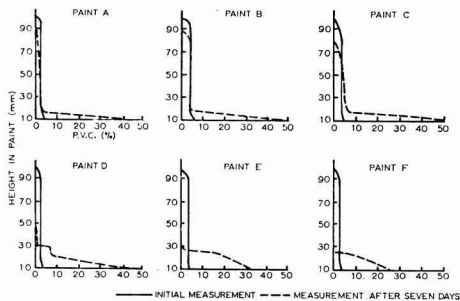 PAINT A
PAINT B
PAINT C
HEIGHT IN PAINT (mm)
100
90
70
50
30
10
0 10 20 30 40 50
P.V.C. (%)
100
90
70
50
30
10
0 10 20 30 40 50
100
90
70
50
30
10
0 10 20 30 40 50
PAINT D
PAINT E
PAINT F
90
70
50
30
10
0 10 20 30 40 50
90
70
50
30
10
0 10 20 30 40 50
90
70
50
30
10
0 10 20 30 40 50
INITIAL MEASUREMENT
MEASUREMENT AFTER SEVEN DAYS